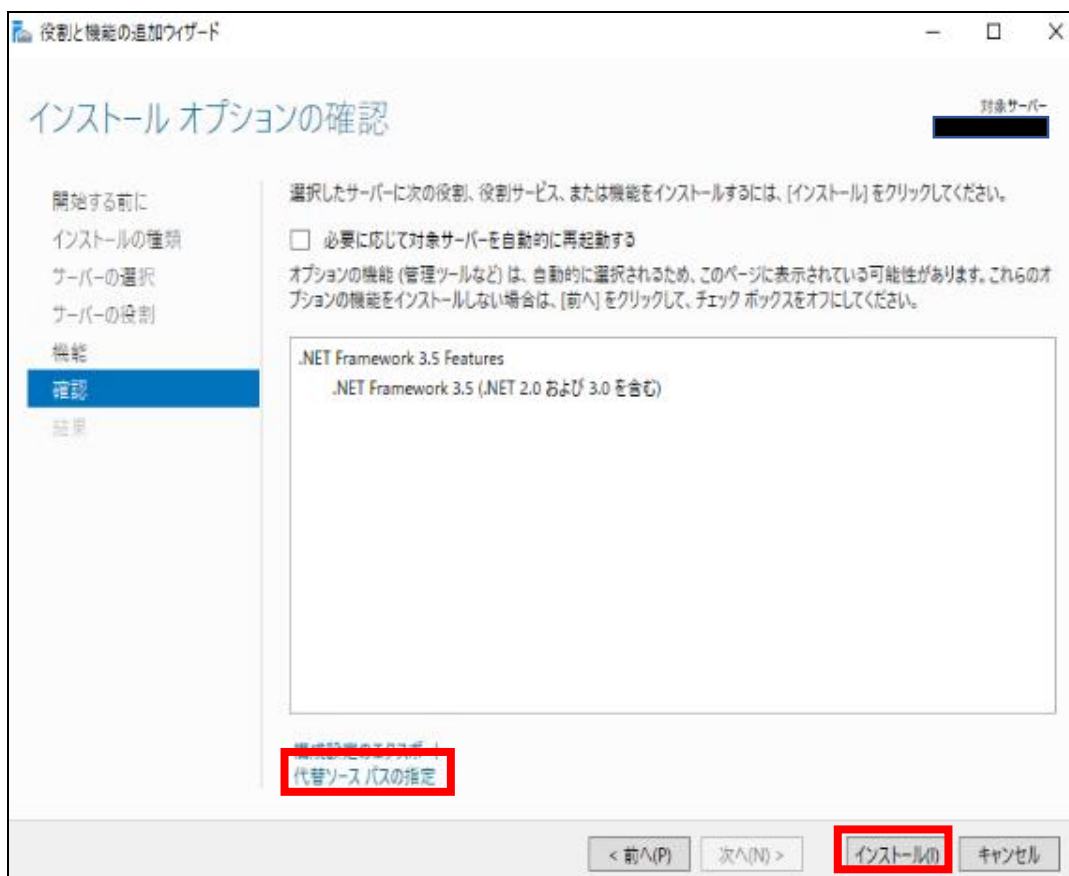 役割と機能の追加ウィザード
インストール オプションの確認
対象サーバー
開始する前に
インストールの種類
サーバーの選択
サーバーの役割
機能
確認
結果
選択したサーバーに次の役割、役割サービス、または機能をインストールするには、[インストール] をクリックしてください。
必要に応じて対象サーバーを自動的に再起動する
オプションの機能 (管理ツールなど) は、自動的に選択されるため、このページに表示されている可能性があります。これらのオ
プションの機能をインストールしない場合は、[前へ] をクリックして、チェック ボックスをオフにしてください。
.NET Framework 3.5 Features
.NET Framework 3.5 (.NET 2.0 および 3.0 を含む)
構成設定のエクスポート
代替ソース パスの指定
< 前へ(P)
次へ(N) >
インストール(I)
キャンセル